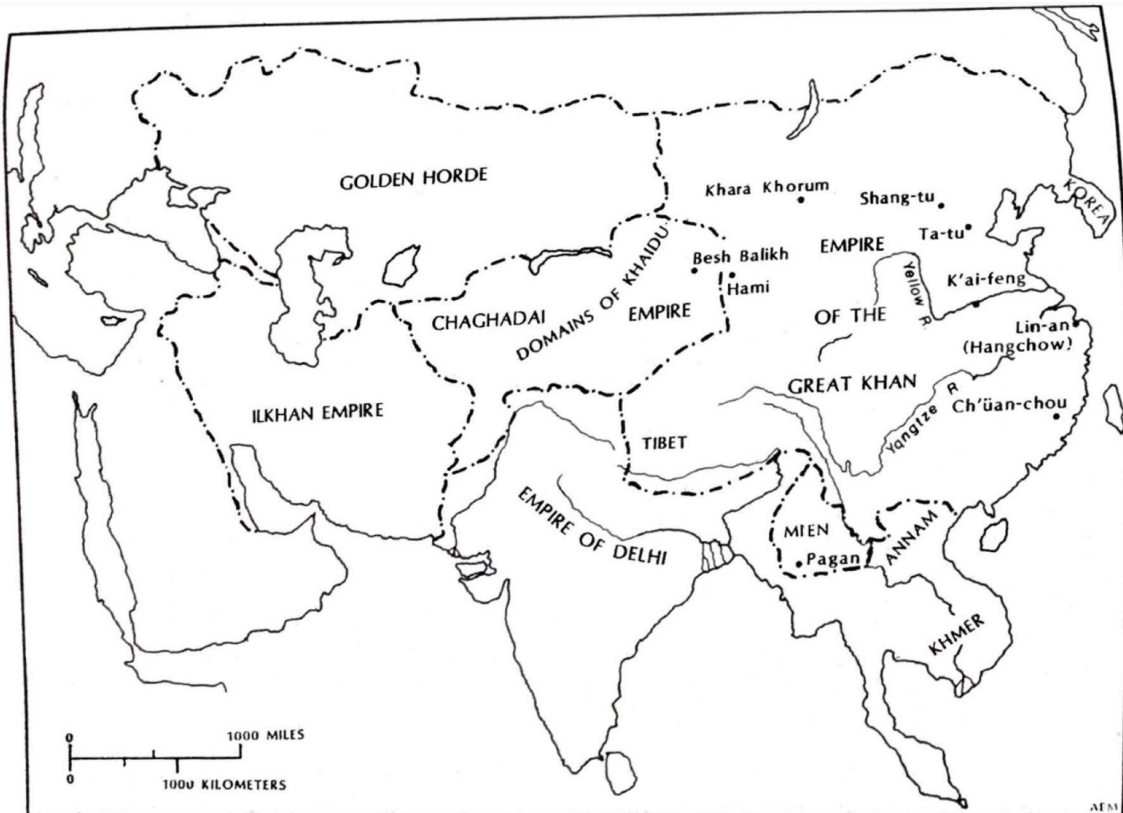 GOLDEN HORDE
Khara Khorum
Shang-tu
KOREA
Ta-tu
EMPIRE
Besh Balikh
Hami
Yellow R.
K'ai-feng
CHAGHADAI
DOMAINS OF KHAIDU
EMPIRE
OF THE
Lin-an
(Hangchow)
GREAT KHAN
ILKHAN EMPIRE
Yangtze R
Ch'üan-chou
TIBET
EMPIRE OF DELHI
MIEN
Pagan
ANNAM
KHMER
0 1000 MILES
0 1000 KILOMETERS